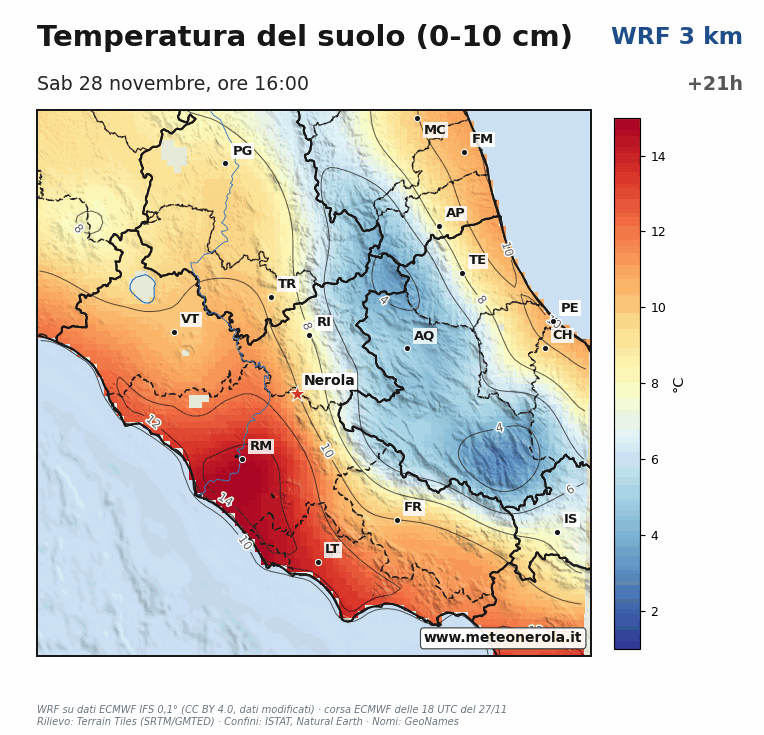 Temperatura del suolo (0-10 cm) WRF 3 km
Sab 28 novembre, ore 16:00 +21h
MC
FM
PG
AP
8
10
TE
TR
4
8
PE
VT
RI
8
CH
AQ
Nerola
12
4
RM
10
6
14
FR
IS
10
LT
www.meteonerola.it
14
12
10
8
6
4
2
°C
WRF su dati ECMWF IFS 0,1° (CC BY 4.0, dati modificati) · corsa ECMWF delle 18 UTC del 27/11
Rilievo: Terrain Tiles (SRTM/GMTED) · Confini: ISTAT, Natural Earth · Nomi: GeoNames